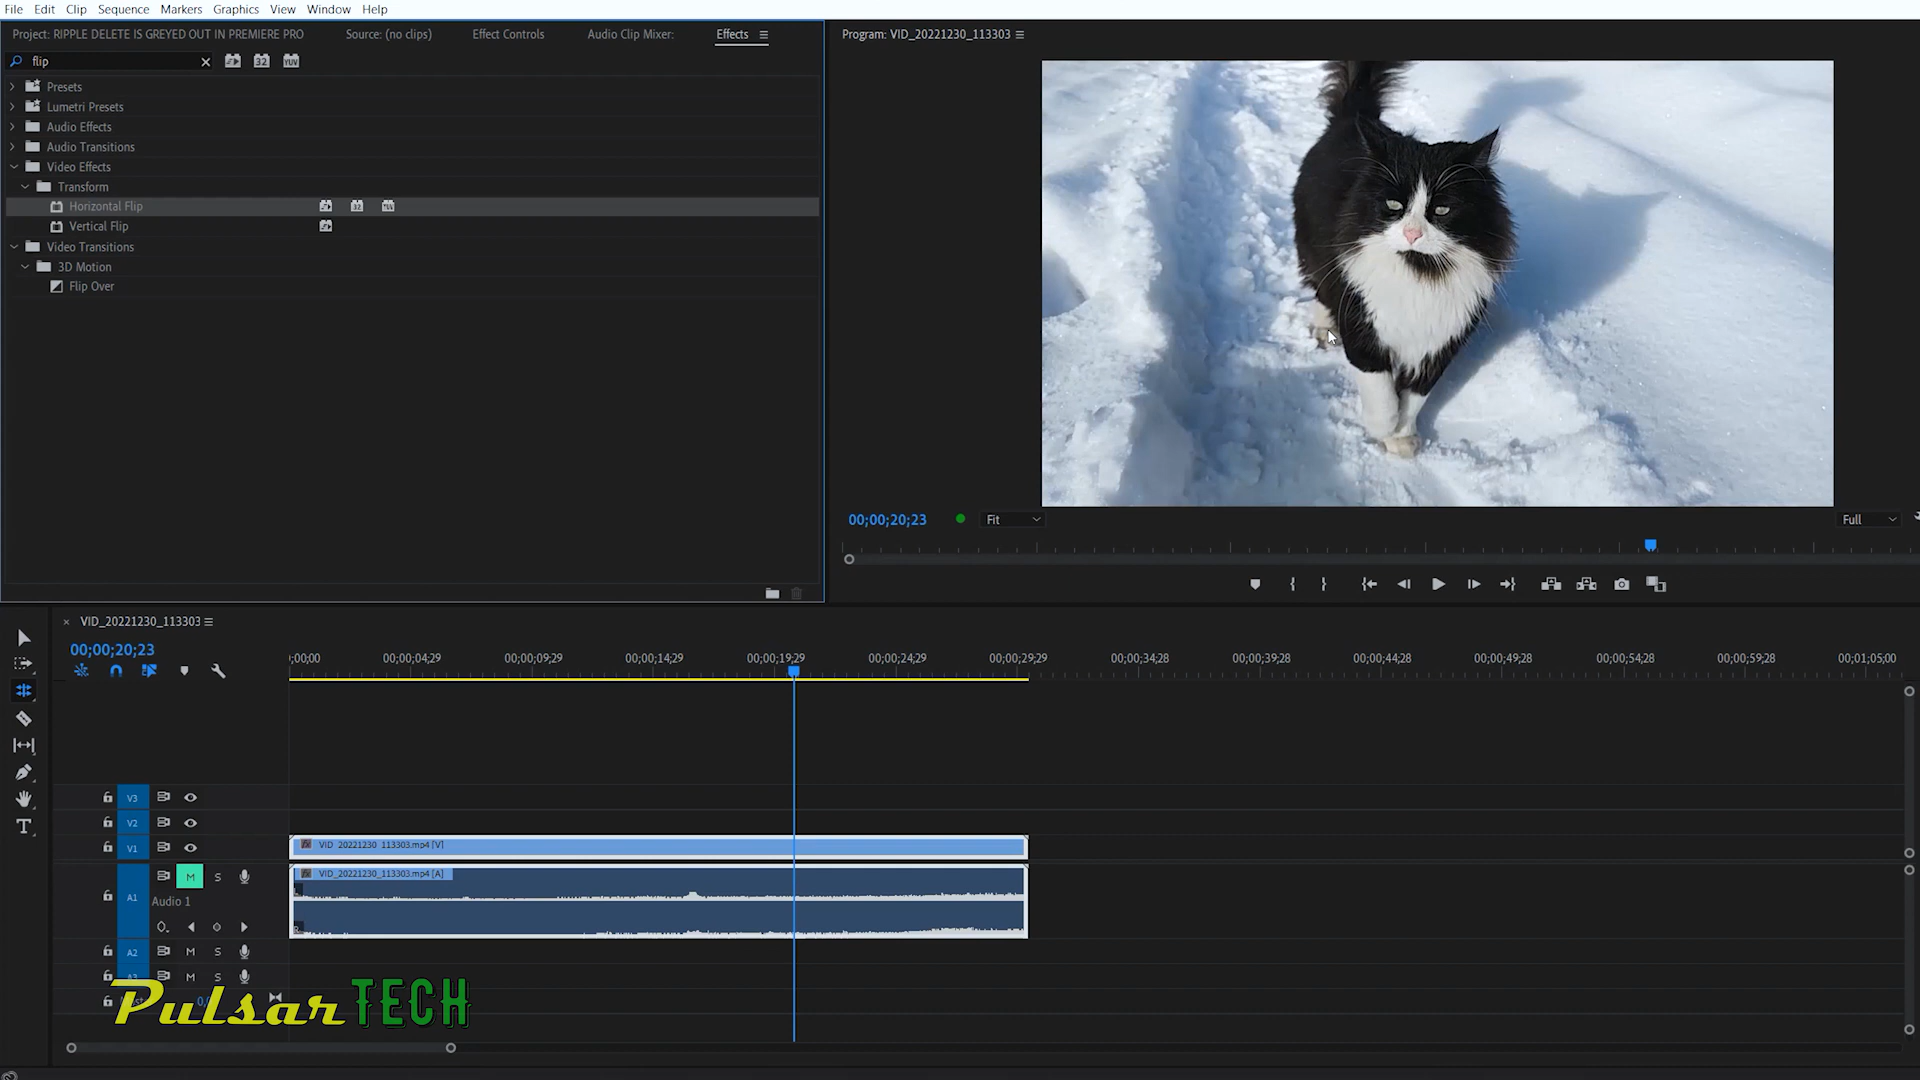 File Edit Clip Sequence Markers Graphics View Window Help
Project: RIPPLE DELETE IS GREYED OUT IN PREMIERE PRO
Source: (no clips)
Effect Controls
Audio Clip Mixer:
Effects
flip
32
YUV
Presets
Lumetri Presets
Audio Effects
Audio Transitions
Video Effects
Transform
Horizontal Flip
32
YUV
Vertical Flip
Video Transitions
3D Motion
Flip Over
Program: VID_20221230_113303
00;00;20;23
Fit
Full
VID_20221230_113303
00;00;20;23
;00;00
00;00;04;29
00;00;09;29
00;00;14;29
00;00;19;29
00;00;24;29
00;00;29;29
00;00;34;28
00;00;39;28
00;00;44;28
00;00;49;28
00;00;54;28
00;00;59;28
00;01;05;00
V3
V2
V1
VID_20221230_113303.mp4 [V]
M S
VID_20221230_113303.mp4 [A]
A1
Audio 1
A2 M S
A3 M S
PulsarTECH